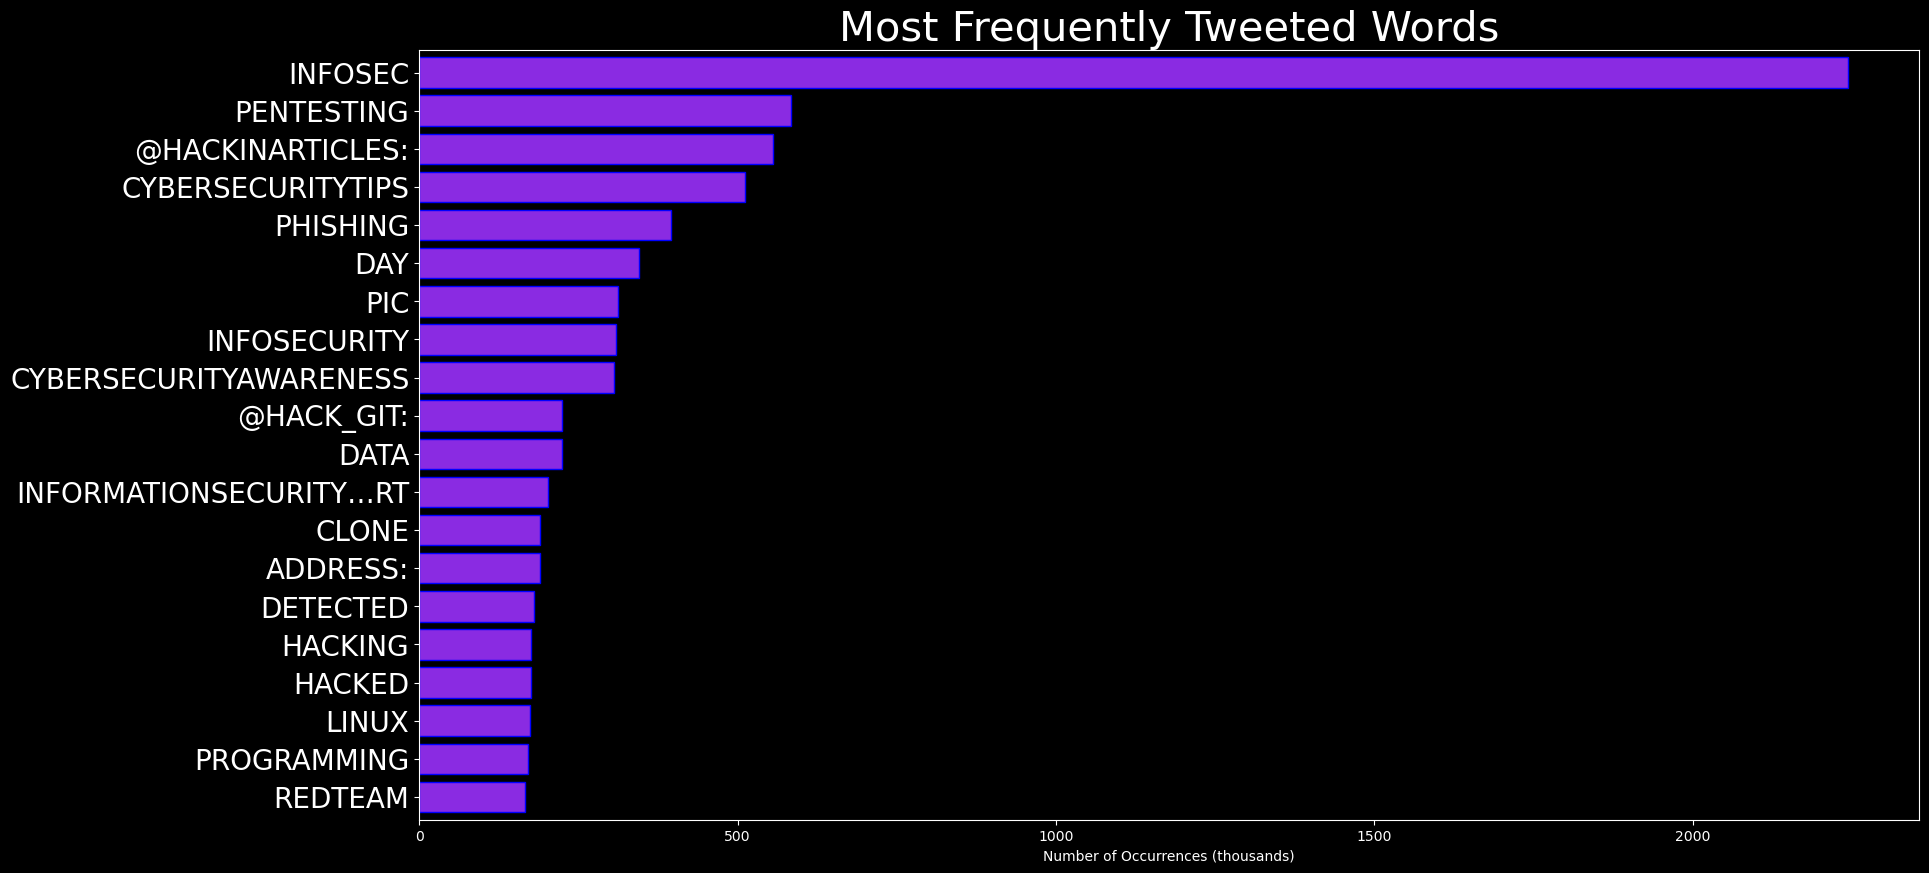 Most Frequently Tweeted Words
INFOSEC
PENTESTING
@HACKINARTICLES:
CYBERSECURITYTIPS
PHISHING
DAY
PIC
INFOSECURITY
CYBERSECURITYAWARENESS
@HACK_GIT:
DATA
INFORMATIONSECURITY…RT
CLONE
ADDRESS:
DETECTED
HACKING
HACKED
LINUX
PROGRAMMING
REDTEAM
0 500 1000 1500 2000
Number of Occurrences (thousands)